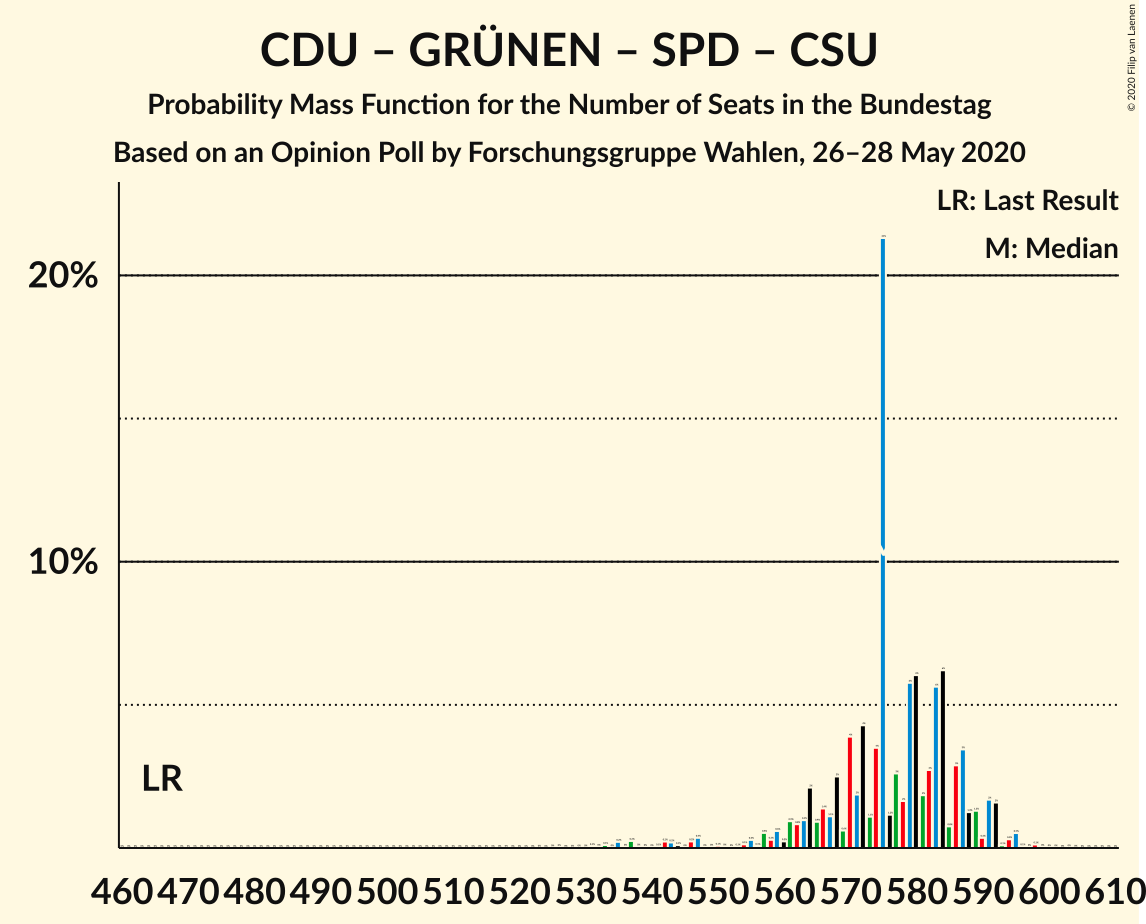 CDU – GRÜNEN – SPD – CSU
Probability Mass Function for the Number of Seats in the Bundestag
Based on an Opinion Poll by Forschungsgruppe Wahlen, 26–28 May 2020
© 2020 Filip van Laenen
LR: Last Result
M: Median
20%
10%
LR
460 470 480 490 500 510 520 530 540 550 560 570 580 590 600 610